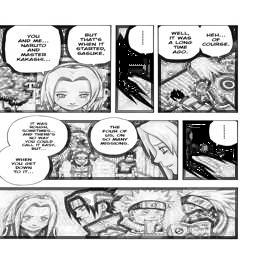 HEH...
OF
COURSE.
WELL,
IT WAS
A LONG
TIME
AGO.
BUT
THAT'S
WHEN IT
STARTED,
SASUKE.
YOU
AND ME...
NARUTO
AND
MASTER
KAKASHI...
THE
FOUR OF
US, ON
SO MANY
MISSIONS.
IT WAS
ROUGH
SOMETIMES...
AND THERE'S
NO WAY
YOU COULD
CALL IT EASY,
BUT...
WHEN YOU
GET DOWN
TO IT...